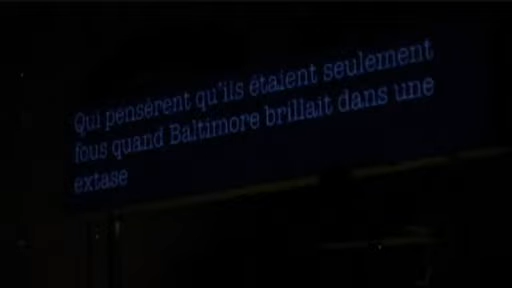 Qui pensèrent qu'ils étaient seulement
fous quand Baltimore brillait dans une
extase